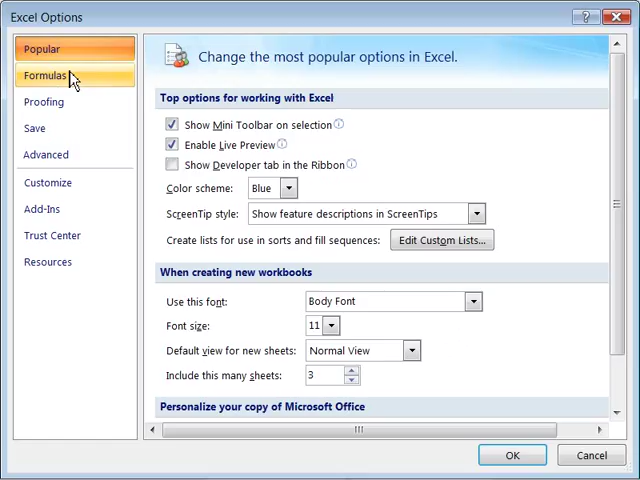 Excel Options
Popular
Formulas
Proofing
Save
Advanced
Customize
Add-Ins
Trust Center
Resources
Change the most popular options in Excel.
Top options for working with Excel
Show Mini Toolbar on selection
Enable Live Preview
Show Developer tab in the Ribbon
Color scheme: Blue
ScreenTip style: Show feature descriptions in ScreenTips
Create lists for use in sorts and fill sequences: Edit Custom Lists...
When creating new workbooks
Use this font: Body Font
Font size: 11
Default view for new sheets: Normal View
Include this many sheets: 3
Personalize your copy of Microsoft Office
OK Cancel